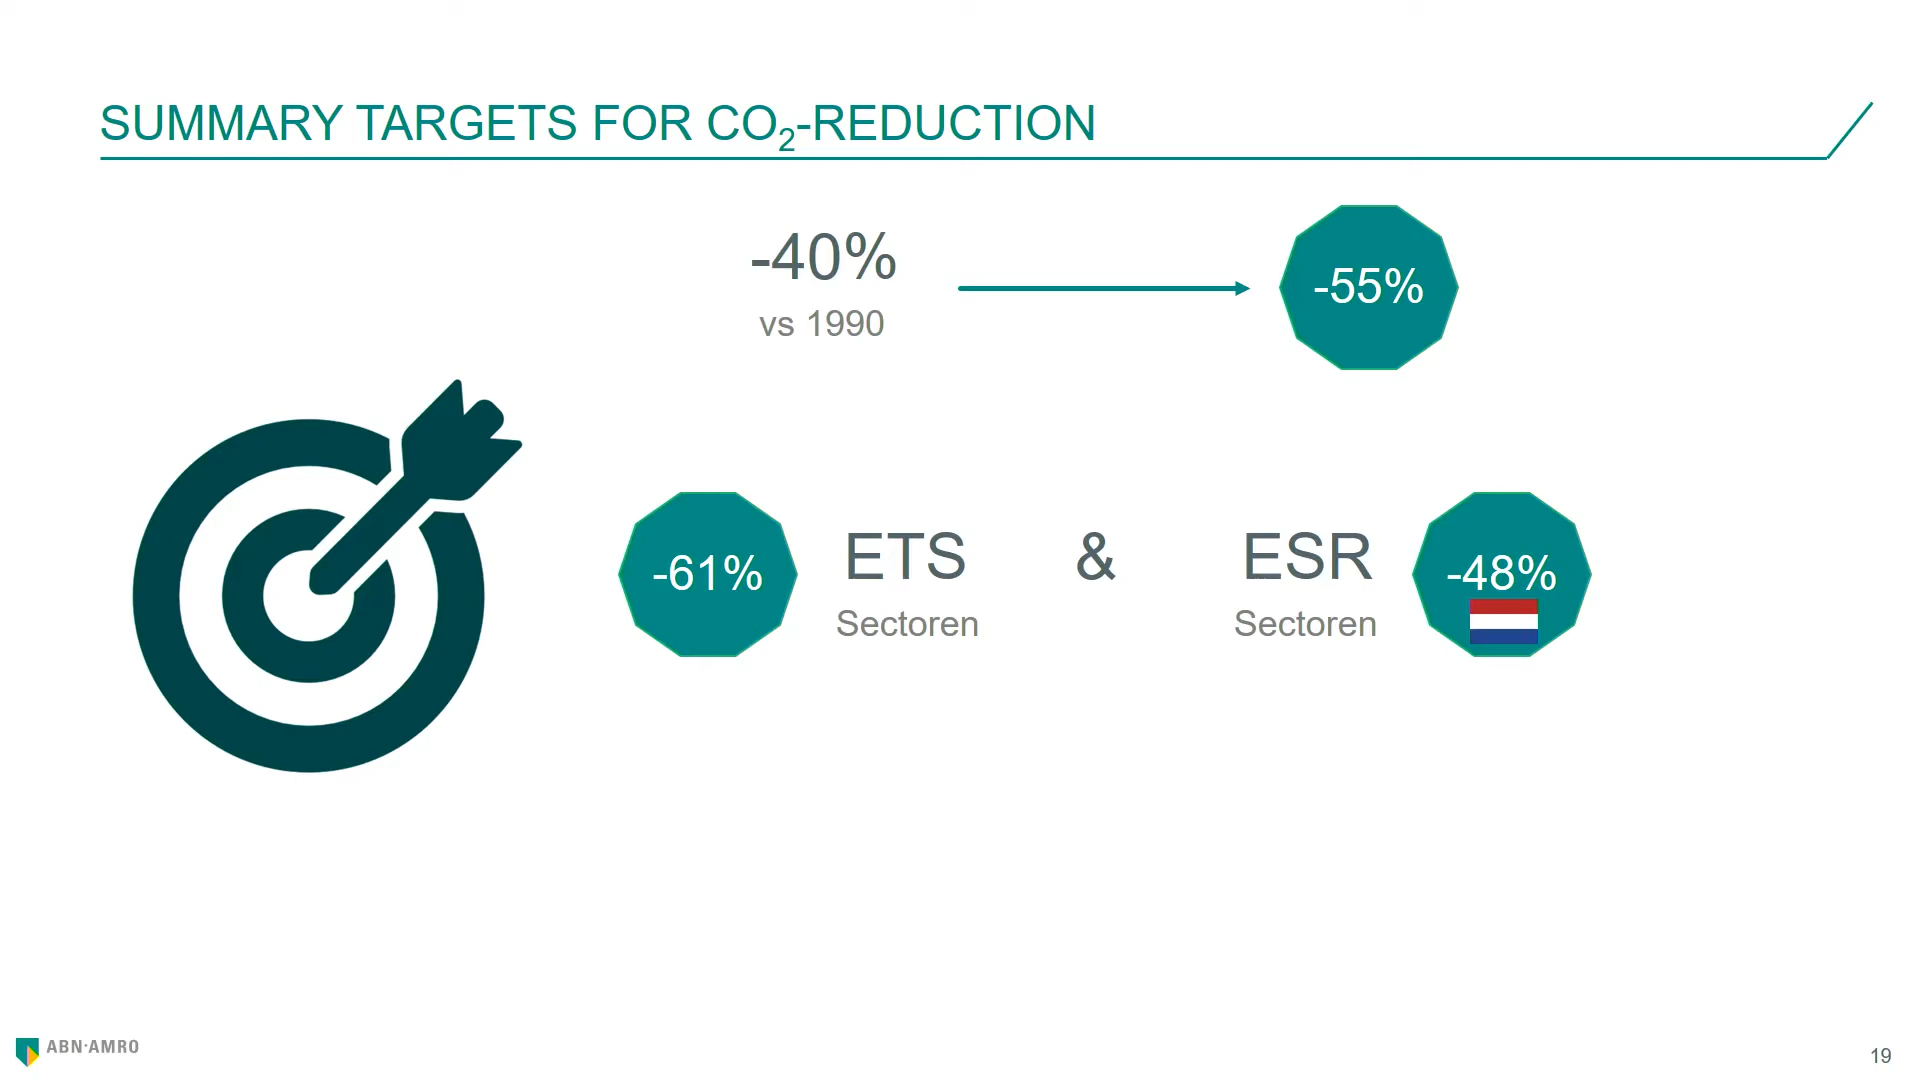 SUMMARY TARGETS FOR CO₂-REDUCTION
-40%
vs 1990
-55%
-61%
ETS
Sectoren
&
ESR
Sectoren
-48%
ABN·AMRO
19